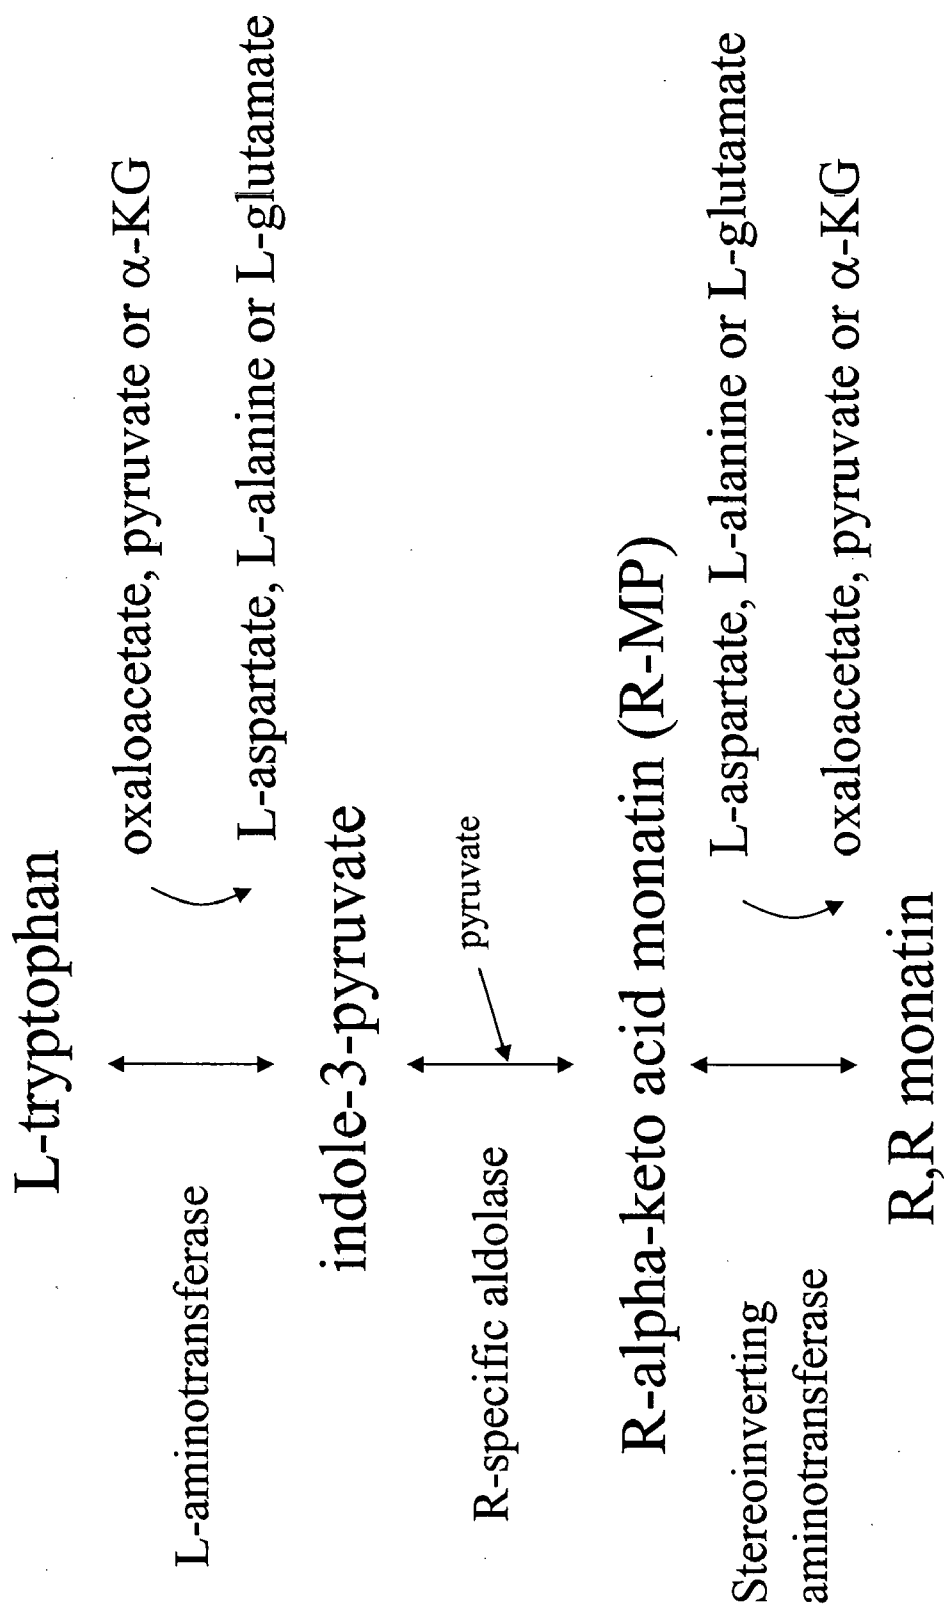 L-tryptophan
L-aminotransferase
oxaloacetate, pyruvate or α-KG
L-aspartate, L-alanine or L-glutamate
indole-3-pyruvate
R-specific aldolase
pyruvate
R-alpha-keto acid monatin (R-MP)
Stereoinverting
aminotransferase
L-aspartate, L-alanine or L-glutamate
oxaloacetate, pyruvate or α-KG
R,R monatin